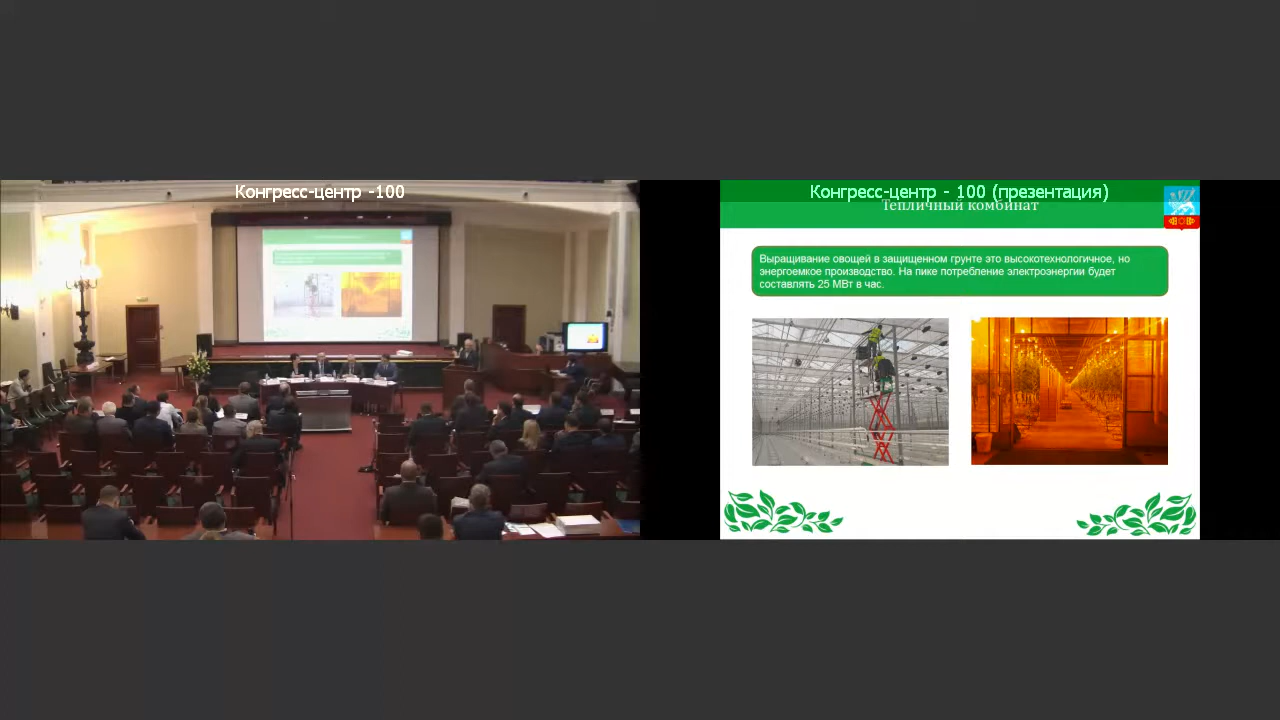 Конгресс-центр -100
Конгресс-центр - 100 (презентация)
Тепличный комбинат
Выращивание овощей в защищенном грунте это высокотехнологичное, но
энергоемкое производство. На пике потребление электроэнергии будет
составлять 25 МВт в час.